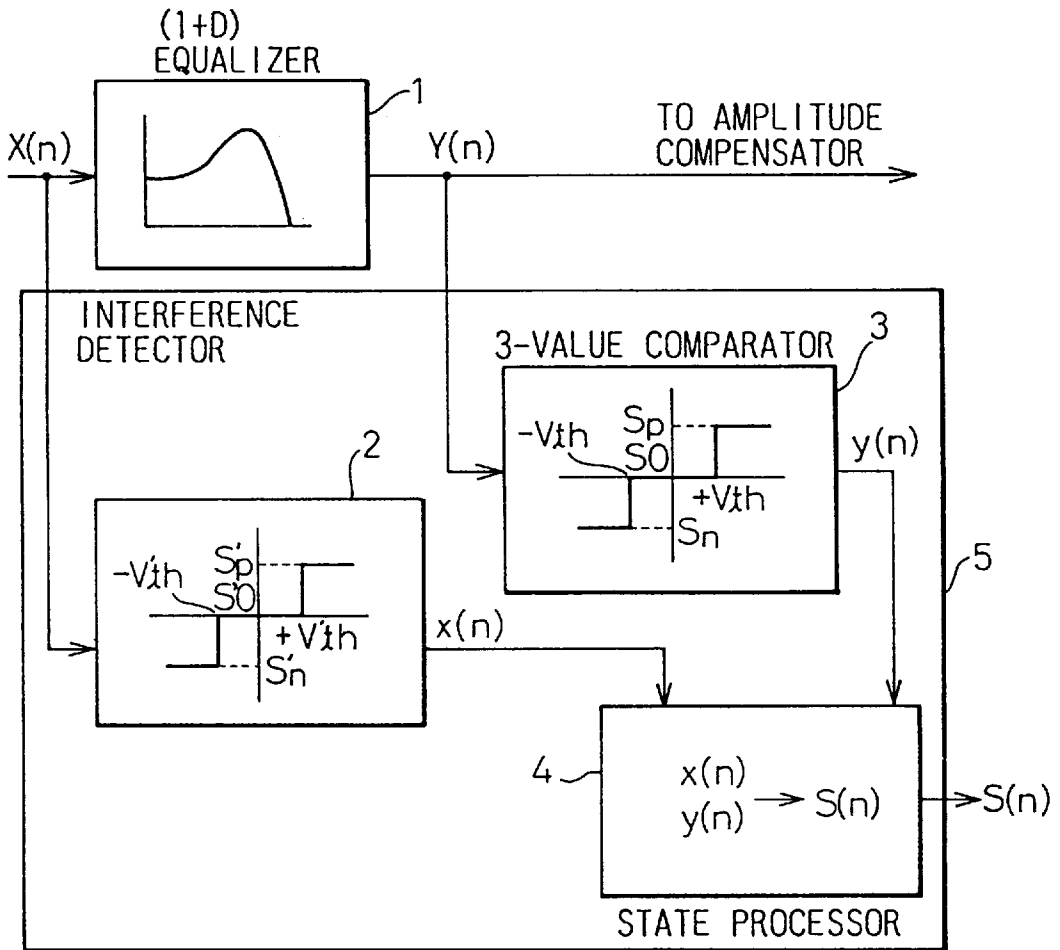 (1+D)
EQUALIZER
1
X(n)
Y(n)
TO AMPLITUDE
COMPENSATOR
INTERFERENCE
DETECTOR
3-VALUE COMPARATOR
3
-Vth
Sp
S0
+Vth
Sn
y(n)
2
-V'th
S'p
S'0
+V'th
S'n
x(n)
5
4
x(n)
y(n) → S(n)
S(n)
STATE PROCESSOR